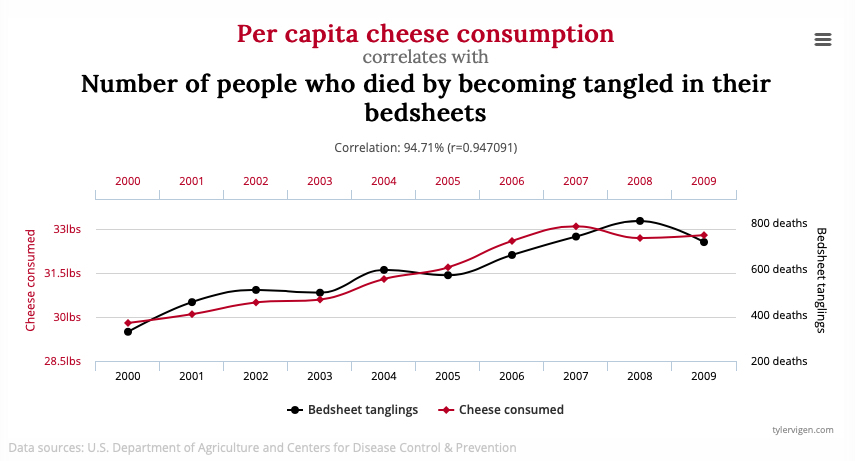 Per capita cheese consumption
correlates with
Number of people who died by becoming tangled in their
bedsheets
Correlation: 94.71% (r=0.947091)
2000 2001 2002 2003 2004 2005 2006 2007 2008 2009
Cheese consumed
33lbs
31.5lbs
30lbs
28.5lbs
800 deaths
600 deaths
400 deaths
200 deaths
Bedsheet tanglings
2000 2001 2002 2003 2004 2005 2006 2007 2008 2009
Bedsheet tanglings Cheese consumed
tylervigen.com
Data sources: U.S. Department of Agriculture and Centers for Disease Control & Prevention